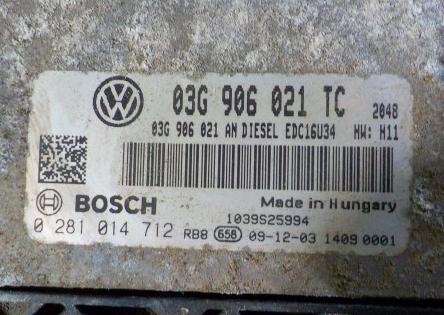 03G 906 021 TC 2048
03G 906 021 AN DIESEL EDC16U34 HW: H11
BOSCH Made in Hungary
1039S25994
0 281 014 712 RB8 658 09-12-03 1409 0001